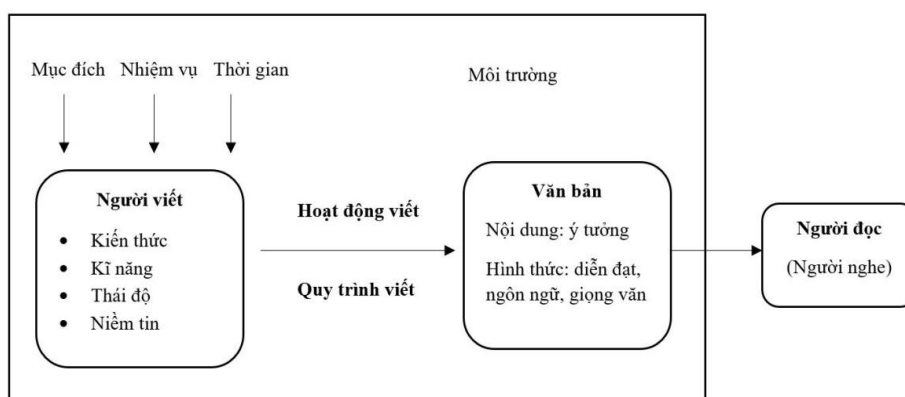 Mục đích Nhiệm vụ Thời gian
Môi trường
Người viết
• Kiến thức
• Kĩ năng
• Thái độ
• Niềm tin
Hoạt động viết
Quy trình viết
Văn bản
Nội dung: ý tưởng
Hình thức: diễn đạt,
ngôn ngữ, giọng văn
Người đọc
(Người nghe)